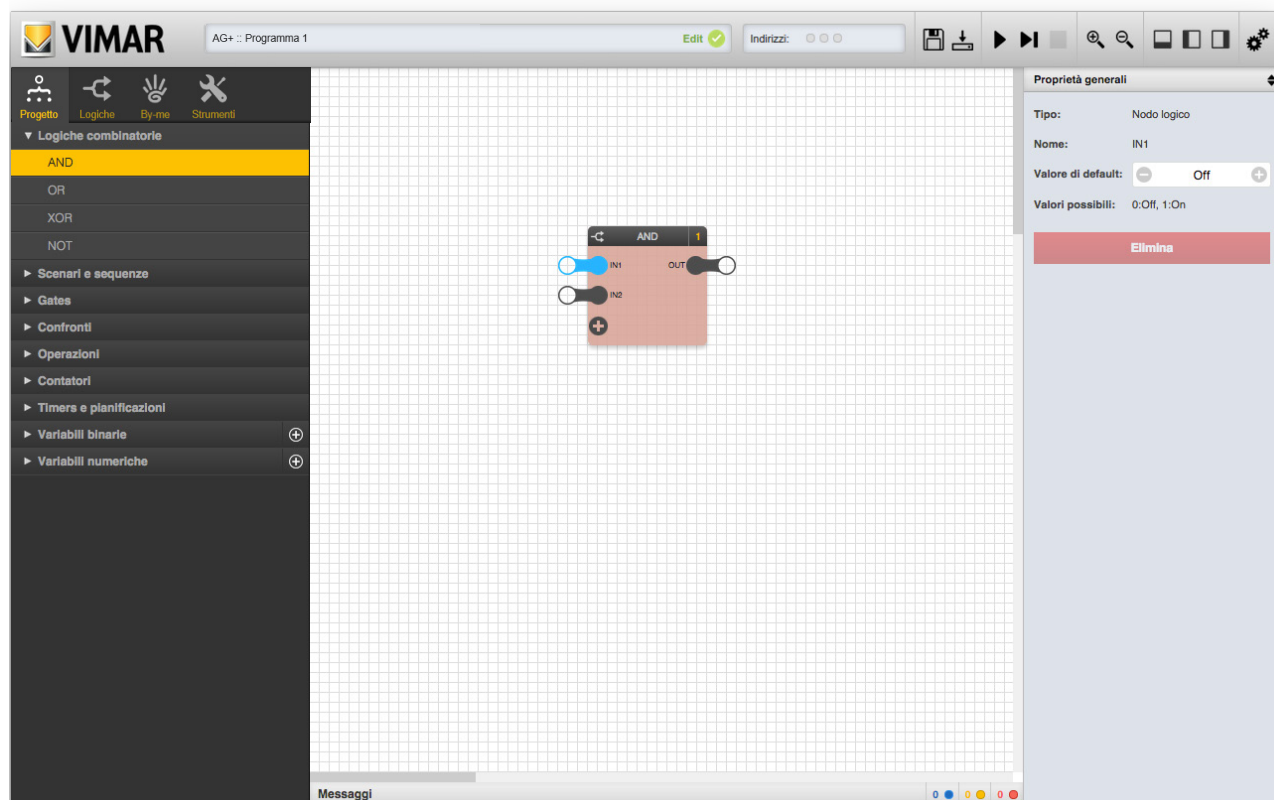 VIMAR
AG+ :: Programma 1
Edit
Indirizzi:
Progetto
Logiche
By-me
Strumenti
Logiche combinatorie
AND
OR
XOR
NOT
Scenari e sequenze
Gates
Confronti
Operazioni
Contatori
Timers e pianificazioni
Variabili binarie
Variabili numeriche
AND 1
IN1 OUT
IN2
Messaggi
0 0 0
Proprietà generali
Tipo: Nodo logico
Nome: IN1
Valore di default: Off
Valori possibili: 0:Off, 1:On
Elimina